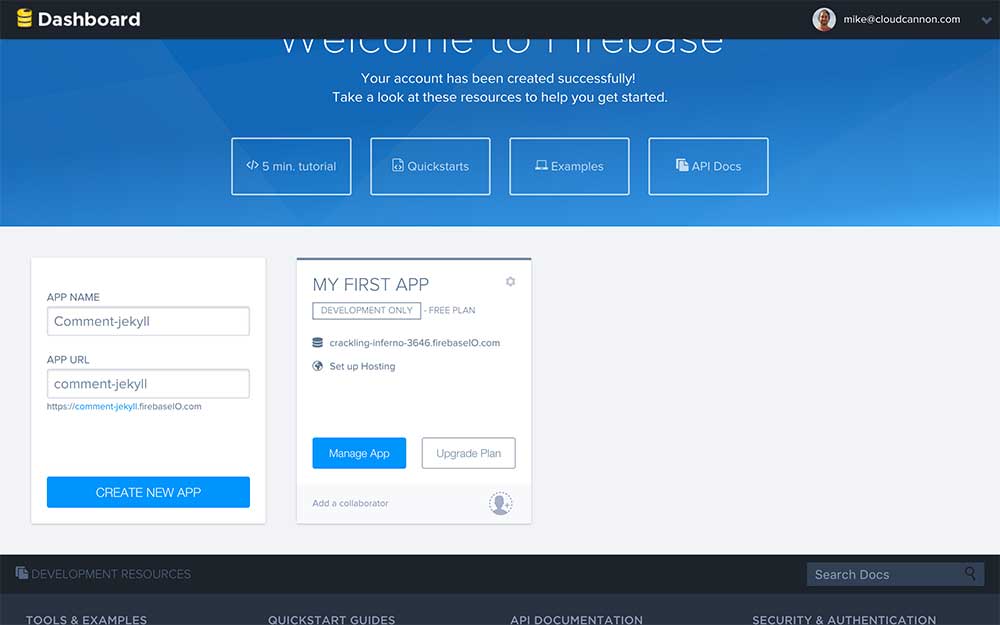 Dashboard
mike@cloudcannon.com
Welcome to Firebase
Your account has been created successfully!
Take a look at these resources to help you get started.
</> 5 min. tutorial
Quickstarts
Examples
API Docs
APP NAME
Comment-jekyll
APP URL
comment-jekyll
https://comment-jekyll.firebaseIO.com
CREATE NEW APP
MY FIRST APP
DEVELOPMENT ONLY - FREE PLAN
crackling-inferno-3646.firebaseIO.com
Set up Hosting
Manage App
Upgrade Plan
Add a collaborator
DEVELOPMENT RESOURCES
Search Docs
TOOLS & EXAMPLES
QUICKSTART GUIDES
API DOCUMENTATION
SECURITY & AUTHENTICATION